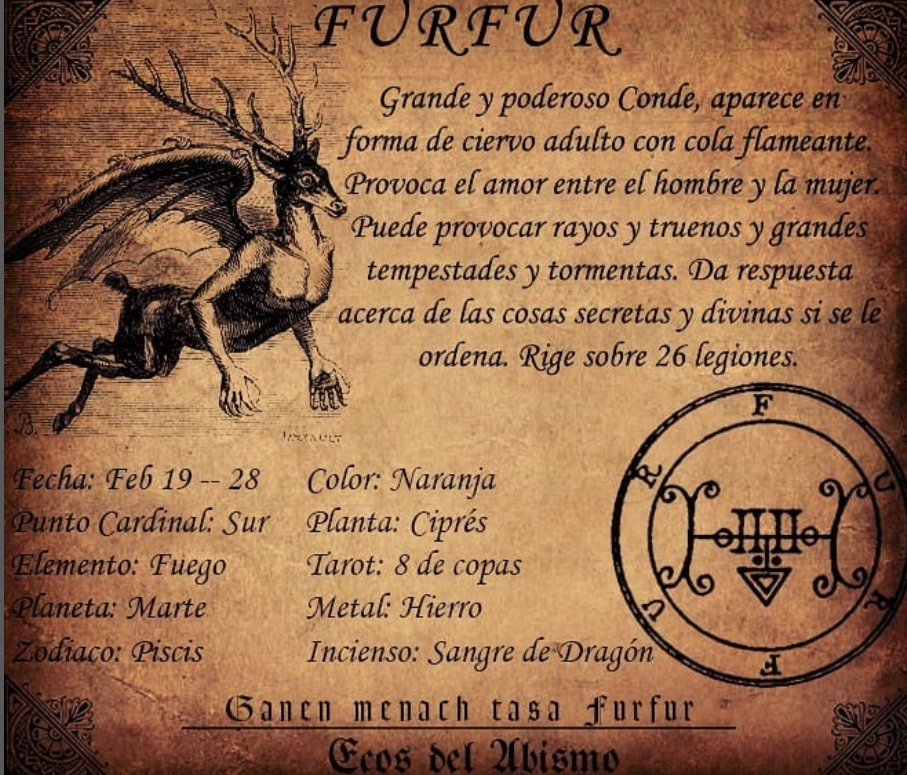 FURFUR
Grande y poderoso Conde, aparece en
forma de ciervo adulto con cola flameante.
Provoca el amor entre el hombre y la mujer.
Puede provocar rayos y truenos y grandes
tempestades y tormentas. Da respuesta
acerca de las cosas secretas y divinas si se le
ordena. Rige sobre 26 legiones.
Fecha: Feb 19 -- 28
Punto Cardinal: Sur
Elemento: Fuego
Planeta: Marte
Zodiaco: Piscis
Color: Naranja
Planta: Ciprés
Tarot: 8 de copas
Metal: Hierro
Incienso: Sangre de Dragón
F U R F U R
Ganen menach tasa Furfur
Ecos del Abismo